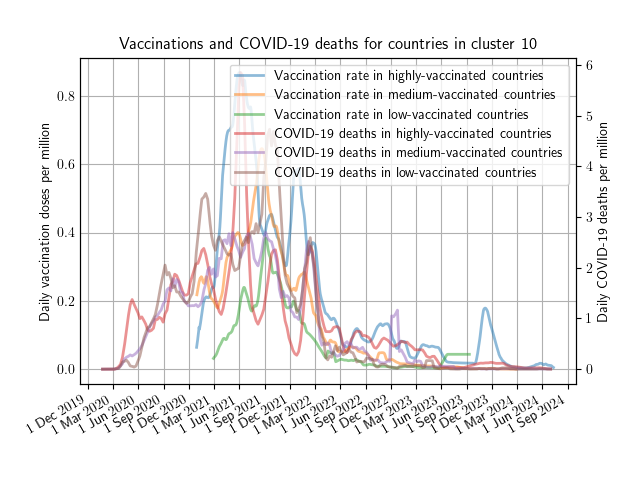 Vaccinations and COVID-19 deaths for countries in cluster 10
Vaccination rate in highly-vaccinated countries
Vaccination rate in medium-vaccinated countries
Vaccination rate in low-vaccinated countries
COVID-19 deaths in highly-vaccinated countries
COVID-19 deaths in medium-vaccinated countries
COVID-19 deaths in low-vaccinated countries
Daily vaccination doses per million
0.8
0.6
0.4
0.2
0.0
Daily COVID-19 deaths per million
6
5
4
3
2
1
0
1 Dec 2019
1 Mar 2020
1 Jun 2020
1 Sep 2020
1 Dec 2020
1 Mar 2021
1 Jun 2021
1 Sep 2021
1 Dec 2021
1 Mar 2022
1 Jun 2022
1 Sep 2022
1 Dec 2022
1 Mar 2023
1 Jun 2023
1 Sep 2023
1 Dec 2023
1 Mar 2024
1 Jun 2024
1 Sep 2024